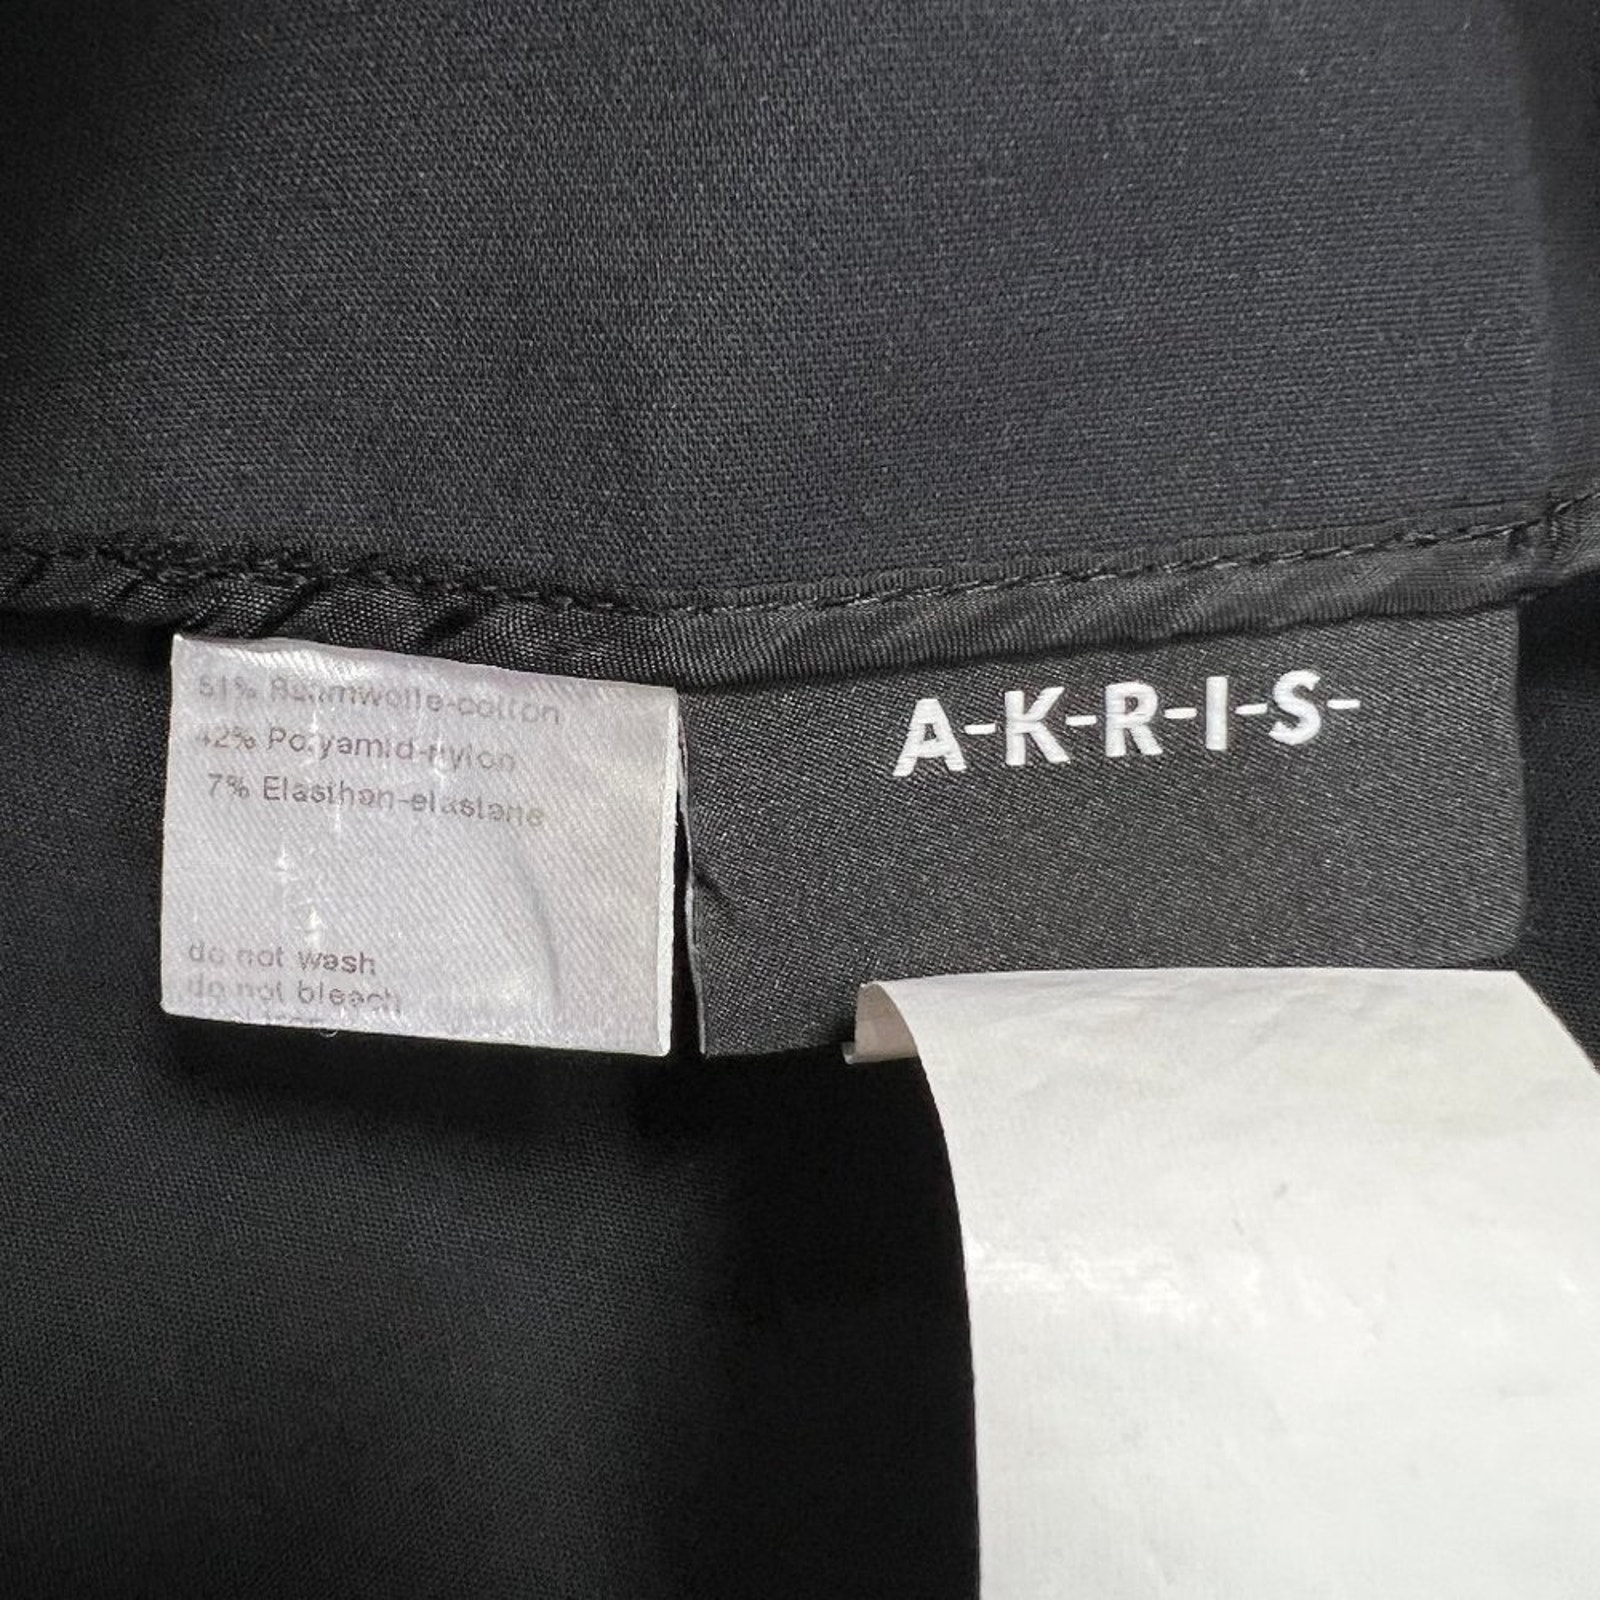 51% Baumwolle-cotton
42% Polyamid-nylon
7% Elasthan-elastane
do not wash
do not bleach
A-K-R-I-S-